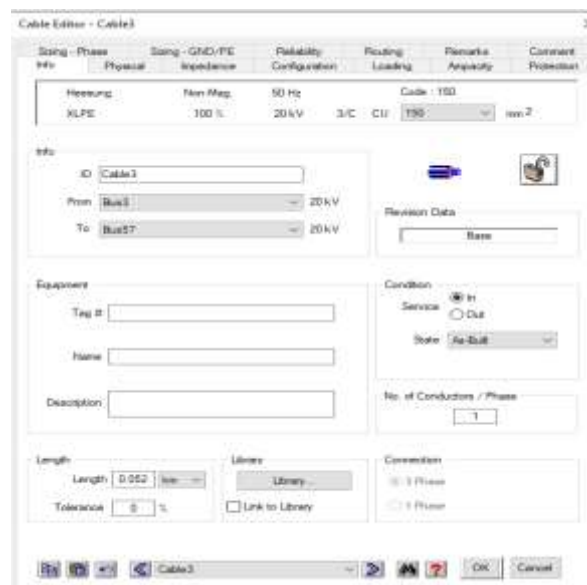 Cable Editor - Cable3
Sizing - Phase Sizing - GND/PE Reliability Routing Remarks Comment
Info Physical Impedance Configuration Loading Ampacity Protection
Heesung Non-Mag. 50 Hz Code : 150
XLPE 100 % 20 kV 3/C CU 150 mm 2
Info
ID Cable3
From Bus3 20 kV
To Bus57 20 kV
Revision Data
Base
Equipment
Tag #
Name
Description
Condition
Service In
Out
State As-Built
No. of Conductors / Phase
1
Length
Length 0.052 km
Tolerance 0 %
Library
Library...
Link to Library
Connection
3 Phase
1 Phase
Cable3 ? OK Cancel